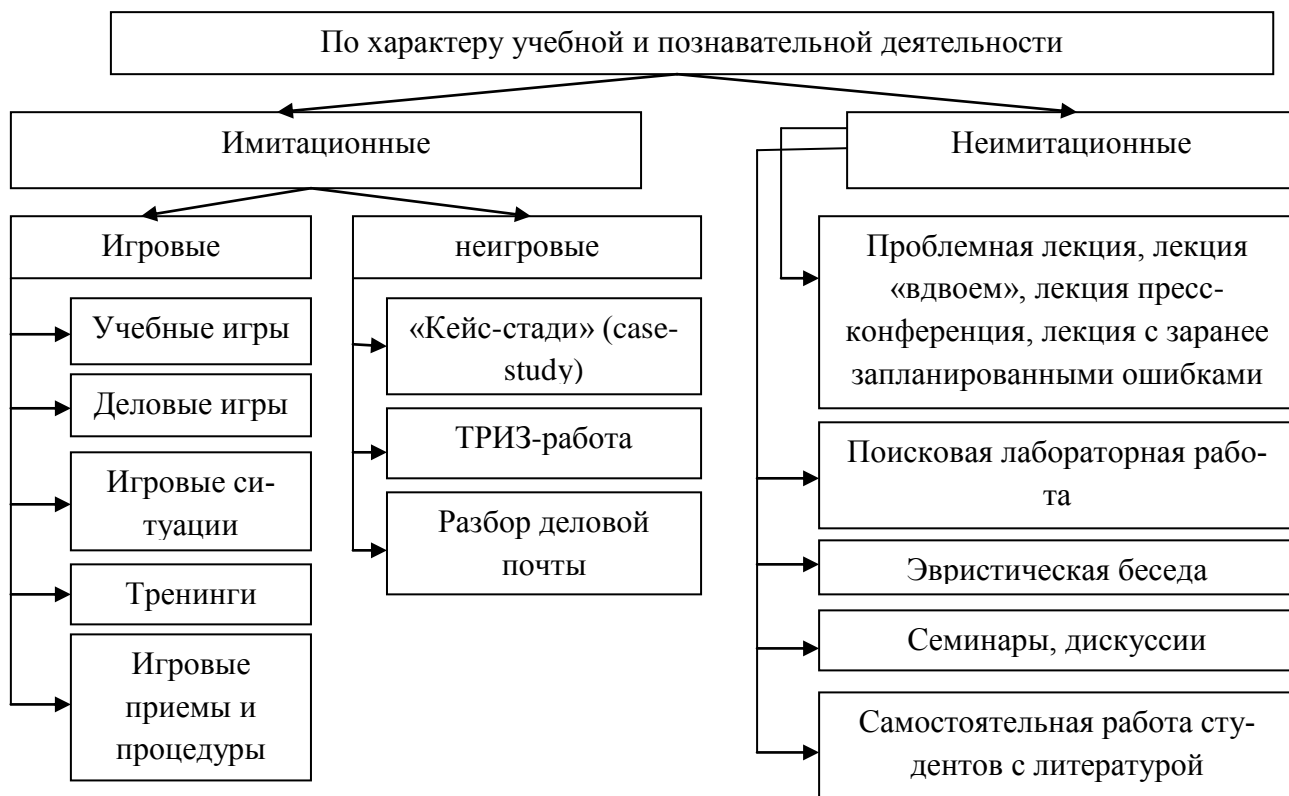 По характеру учебной и познавательной деятельности
Имитационные
Неимитационные
Игровые
неигровые
Учебные игры
Деловые игры
Игровые си-
туации
Тренинги
Игровые
приемы и
процедуры
«Кейс-стади» (case-
study)
ТРИЗ-работа
Разбор деловой
почты
Проблемная лекция, лекция
«вдвоем», лекция пресс-
конференция, лекция с заранее
запланированными ошибками
Поисковая лабораторная рабо-
та
Эвристическая беседа
Семинары, дискуссии
Самостоятельная работа сту-
дентов с литературой